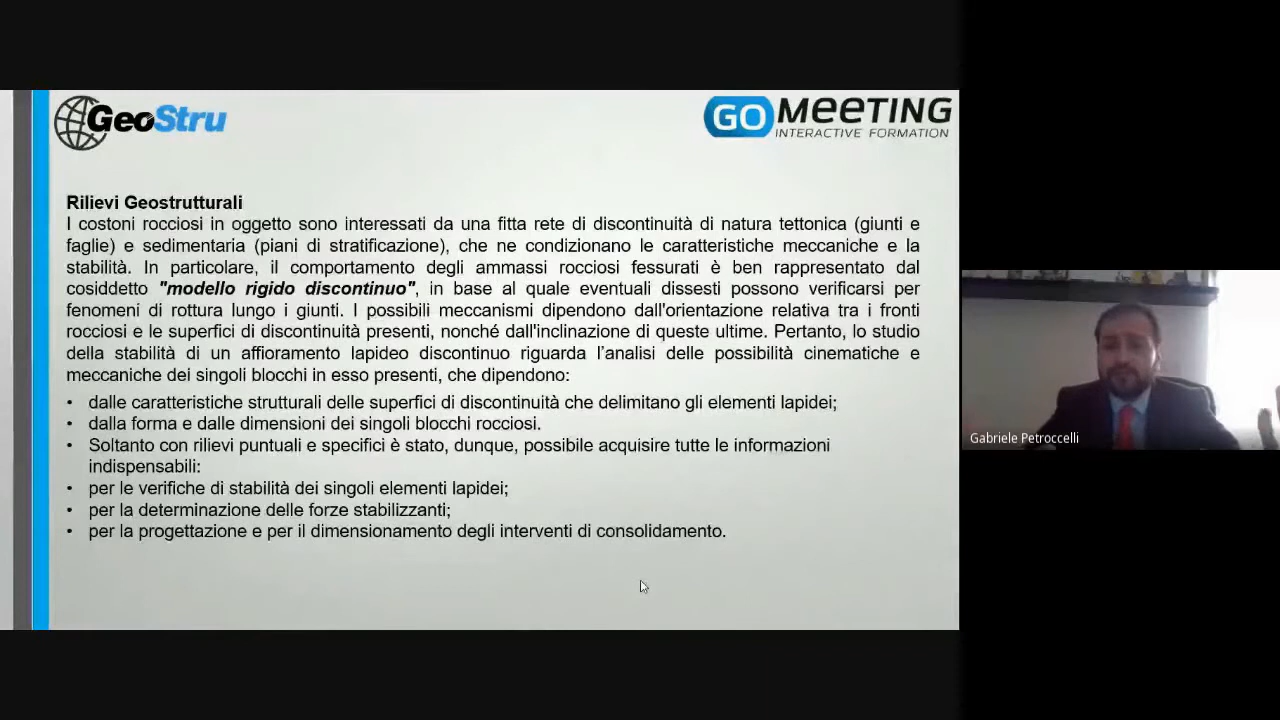 GeoStru
GO MeeTING
INTERACTIVE FORMATION
Rilievi Geostrutturali
I costoni rocciosi in oggetto sono interessati da una fitta rete di discontinuità di natura tettonica (giunti e
faglie) e sedimentaria (piani di stratificazione), che ne condizionano le caratteristiche meccaniche e la
stabilità. In particolare, il comportamento degli ammassi rocciosi fessurati è ben rappresentato dal
cosiddetto "modello rigido discontinuo", in base al quale eventuali dissesti possono verificarsi per
fenomeni di rottura lungo i giunti. I possibili meccanismi dipendono dall'orientazione relativa tra i fronti
rocciosi e le superfici di discontinuità presenti, nonché dall'inclinazione di queste ultime. Pertanto, lo studio
della stabilità di un affioramento lapideo discontinuo riguarda l'analisi delle possibilità cinematiche e
meccaniche dei singoli blocchi in esso presenti, che dipendono:
• dalle caratteristiche strutturali delle superfici di discontinuità che delimitano gli elementi lapidei;
• dalla forma e dalle dimensioni dei singoli blocchi rocciosi.
• Soltanto con rilievi puntuali e specifici è stato, dunque, possibile acquisire tutte le informazioni
indispensabili:
• per le verifiche di stabilità dei singoli elementi lapidei;
• per la determinazione delle forze stabilizzanti;
• per la progettazione e per il dimensionamento degli interventi di consolidamento.
Gabriele Petroccelli